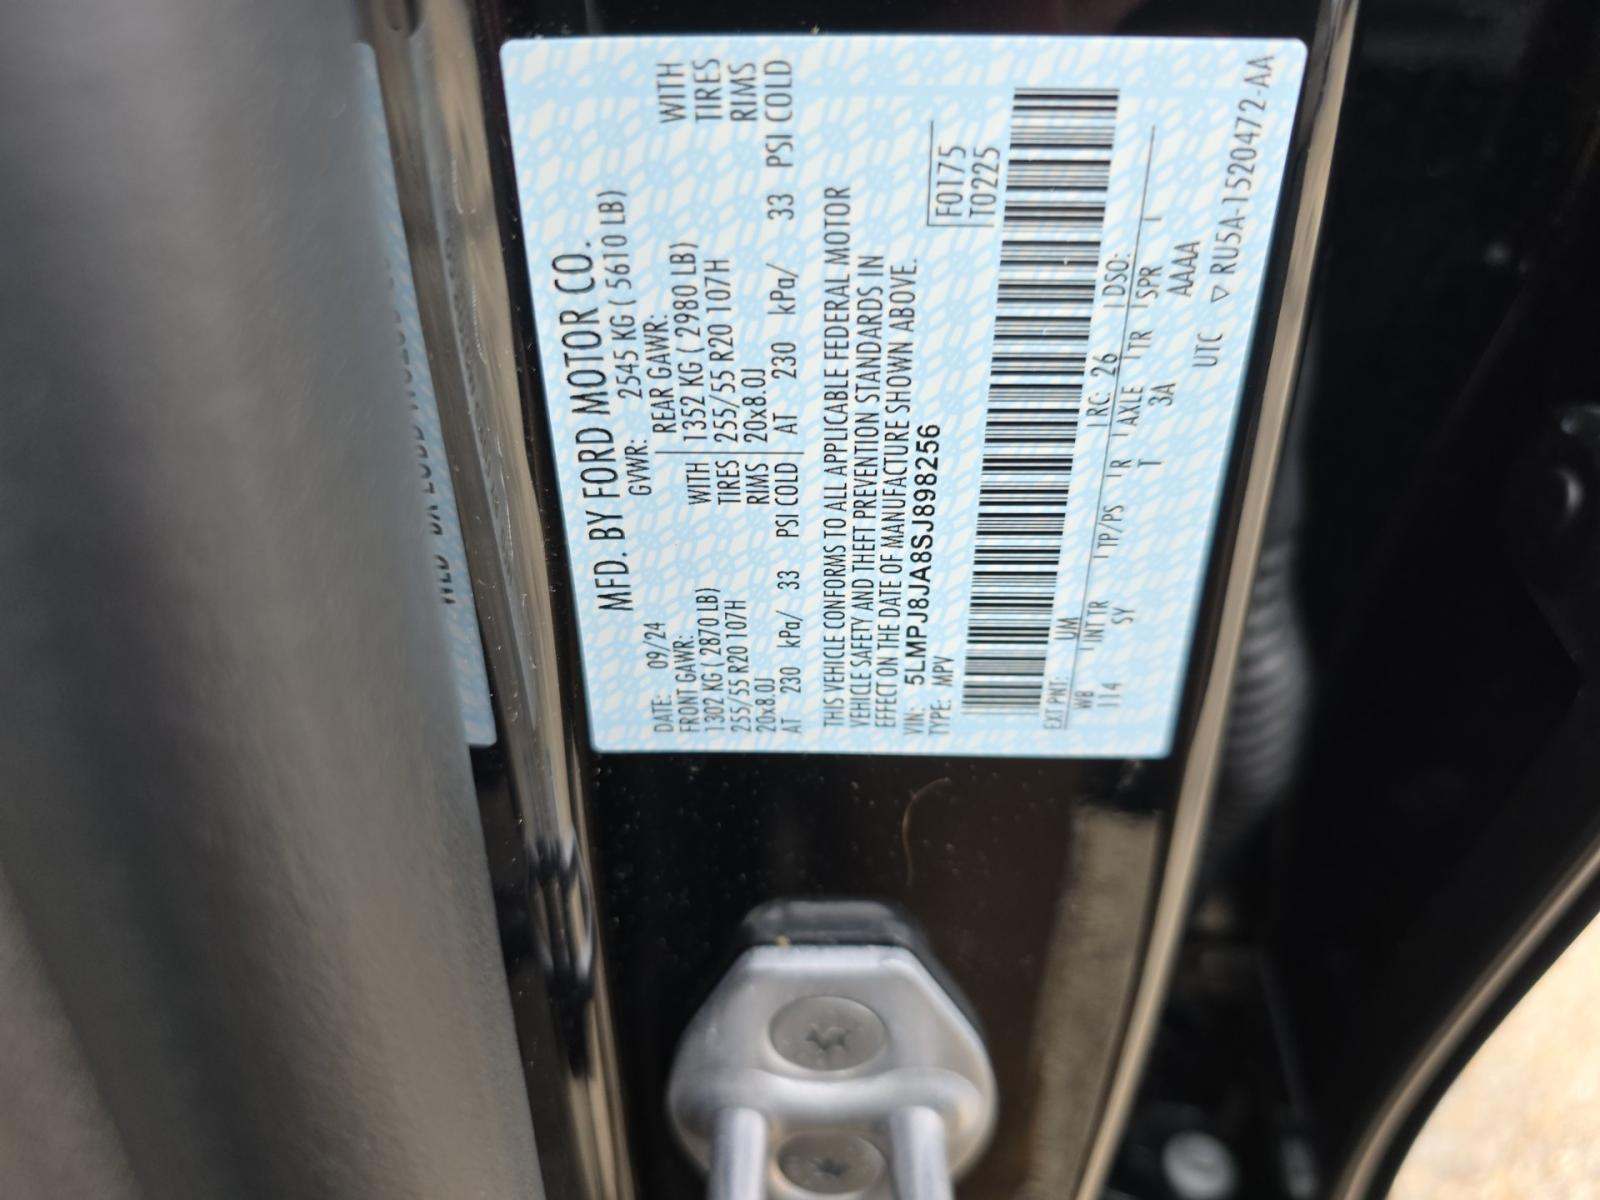 MFD. BY FORD MOTOR CO.
DATE: 09/24 GVWR: 2545 KG ( 5610 LB)
FRONT GAWR: REAR GAWR:
1302 KG ( 2870 LB) WITH 1352 KG ( 2980 LB) WITH
255/55 R20 107H TIRES 255/55 R20 107H TIRES
20x8.0J RIMS 20x8.0J RIMS
AT 230 kPa/ 33 PSI COLD AT 230 kPa/ 33 PSI COLD
THIS VEHICLE CONFORMS TO ALL APPLICABLE FEDERAL MOTOR
VEHICLE SAFETY AND THEFT PREVENTION STANDARDS IN
EFFECT ON THE DATE OF MANUFACTURE SHOWN ABOVE.
VIN: 5LMPJ8JA8SJ898256 F0175
TYPE: MPV T0225
EXT PNT: UM RC: 26 DSO:
WB INT TR TP/PS R AXLE TR SPR
114 SY T 3A AAAA
UTC ▽ RU5A-1520472-AA